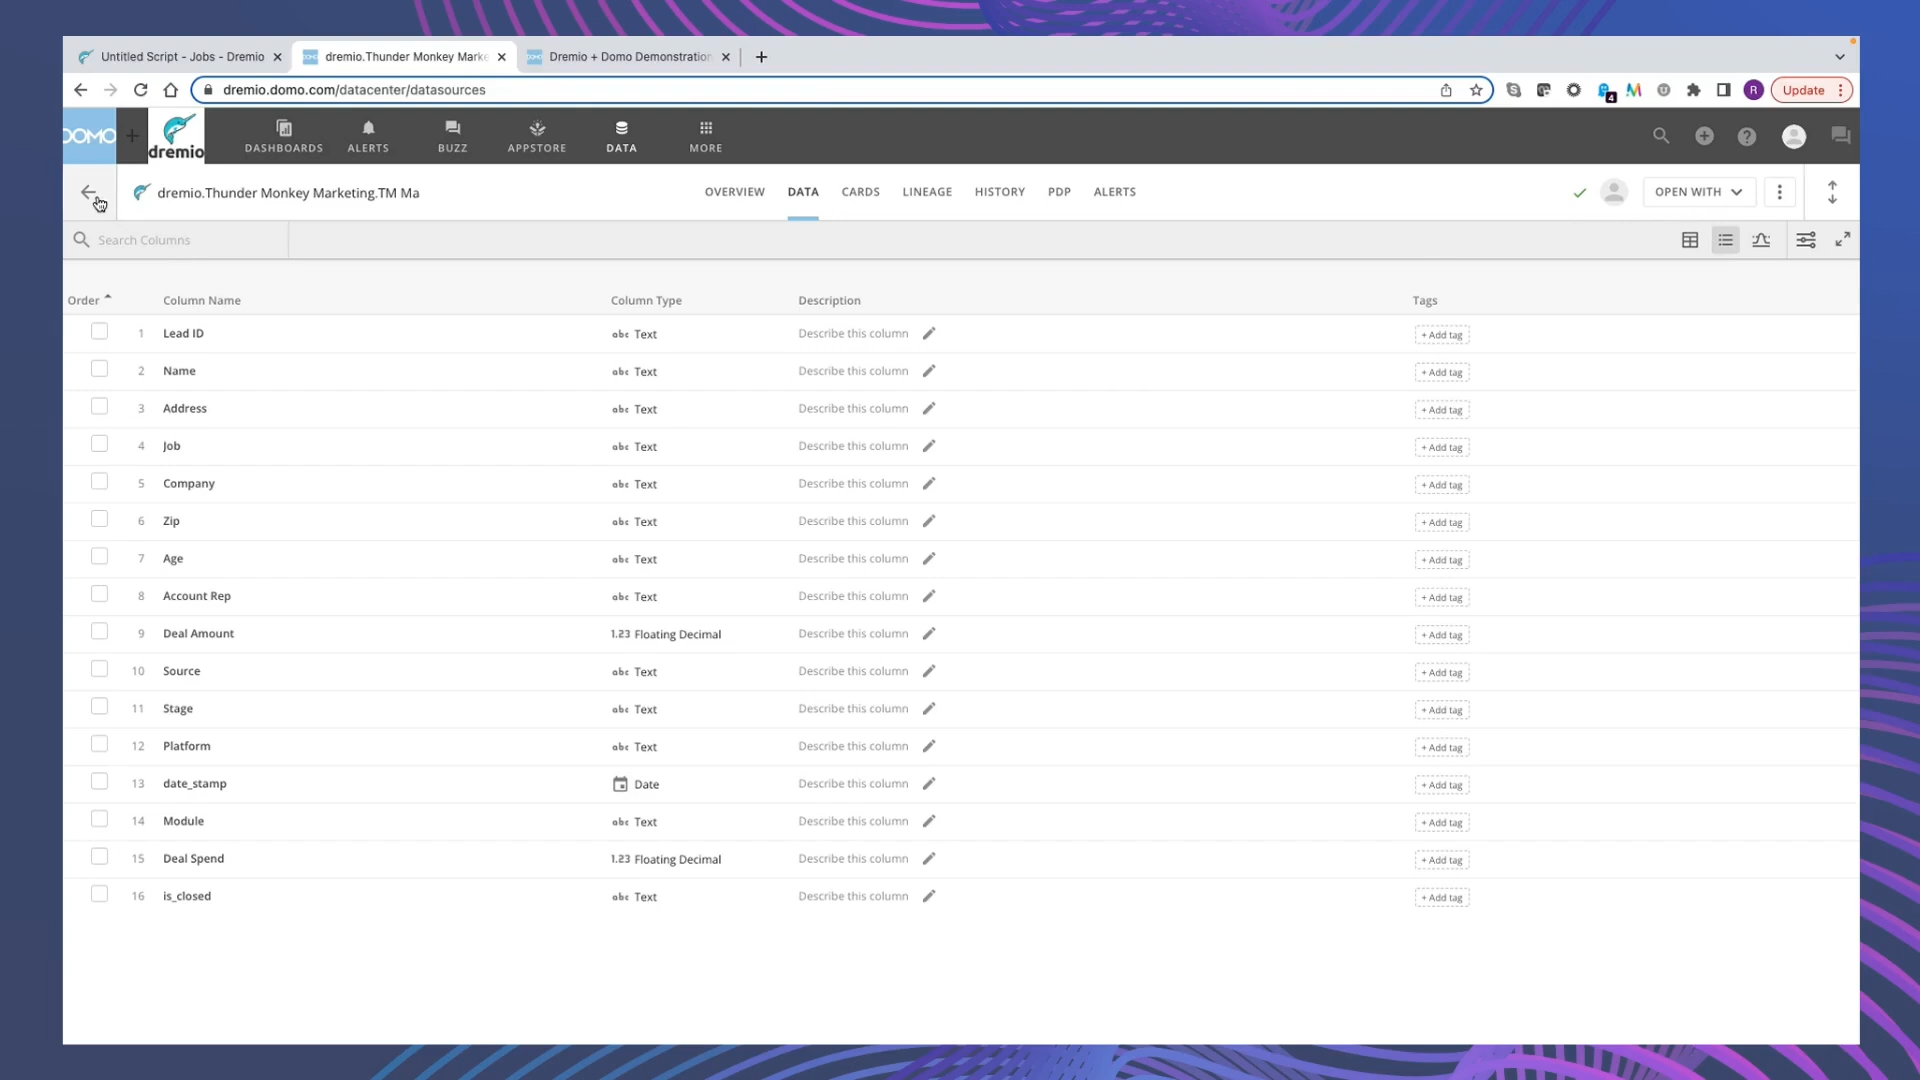 Untitled Script - Jobs - Dremio
dremio.Thunder Monkey Marke
Dremio + Domo Demonstration
dremio.domo.com/datacenter/datasources
4
R
Update
DOMO
dremio
DASHBOARDS
ALERTS
BUZZ
APPSTORE
DATA
MORE
dremio.Thunder Monkey Marketing.TM Ma
OVERVIEW
DATA
CARDS
LINEAGE
HISTORY
PDP
ALERTS
OPEN WITH
Search Columns
Order Column Name Column Type Description Tags
1 Lead ID abc Text Describe this column + Add tag
2 Name abc Text Describe this column + Add tag
3 Address abc Text Describe this column + Add tag
4 Job abc Text Describe this column + Add tag
5 Company abc Text Describe this column + Add tag
6 Zip abc Text Describe this column + Add tag
7 Age abc Text Describe this column + Add tag
8 Account Rep abc Text Describe this column + Add tag
9 Deal Amount 1.23 Floating Decimal Describe this column + Add tag
10 Source abc Text Describe this column + Add tag
11 Stage abc Text Describe this column + Add tag
12 Platform abc Text Describe this column + Add tag
13 date_stamp Date Describe this column + Add tag
14 Module abc Text Describe this column + Add tag
15 Deal Spend 1.23 Floating Decimal Describe this column + Add tag
16 is_closed abc Text Describe this column + Add tag